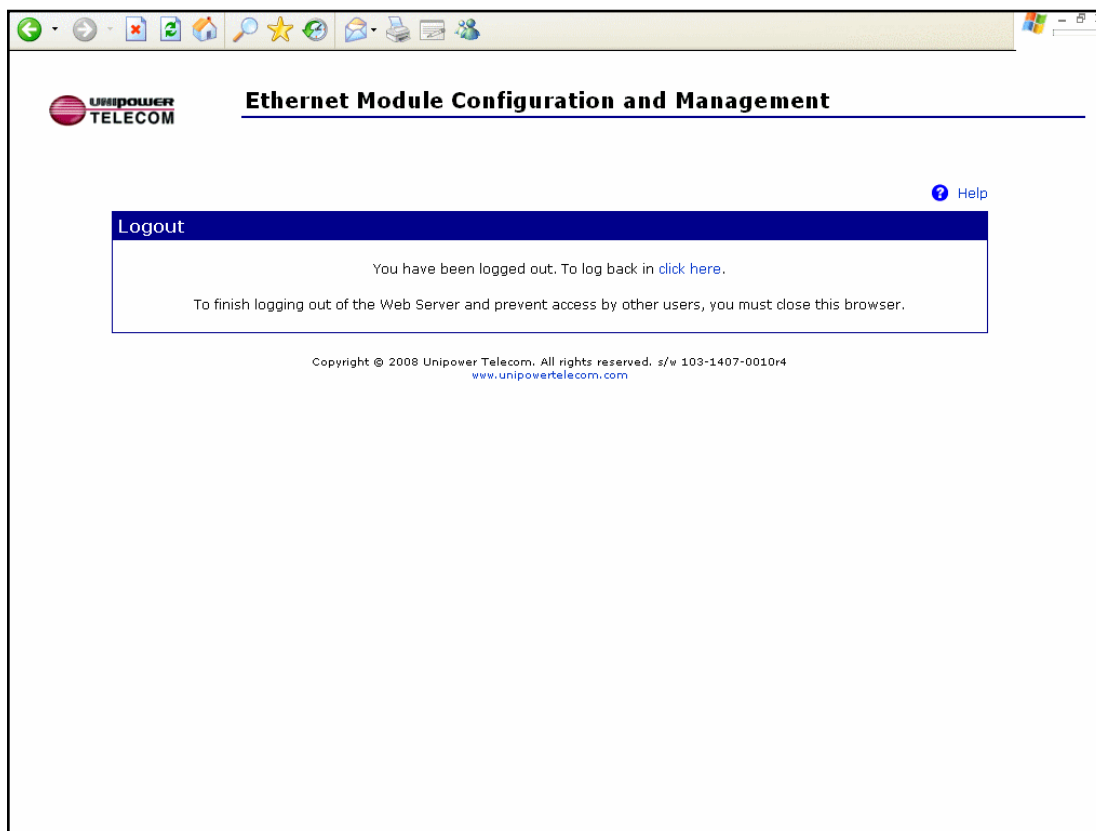 UNIPOWER
TELECOM
Ethernet Module Configuration and Management
? Help
Logout
You have been logged out. To log back in click here.
To finish logging out of the Web Server and prevent access by other users, you must close this browser.
Copyright © 2008 Unipower Telecom. All rights reserved. s/w 103-1407-0010r4
www.unipowertelecom.com